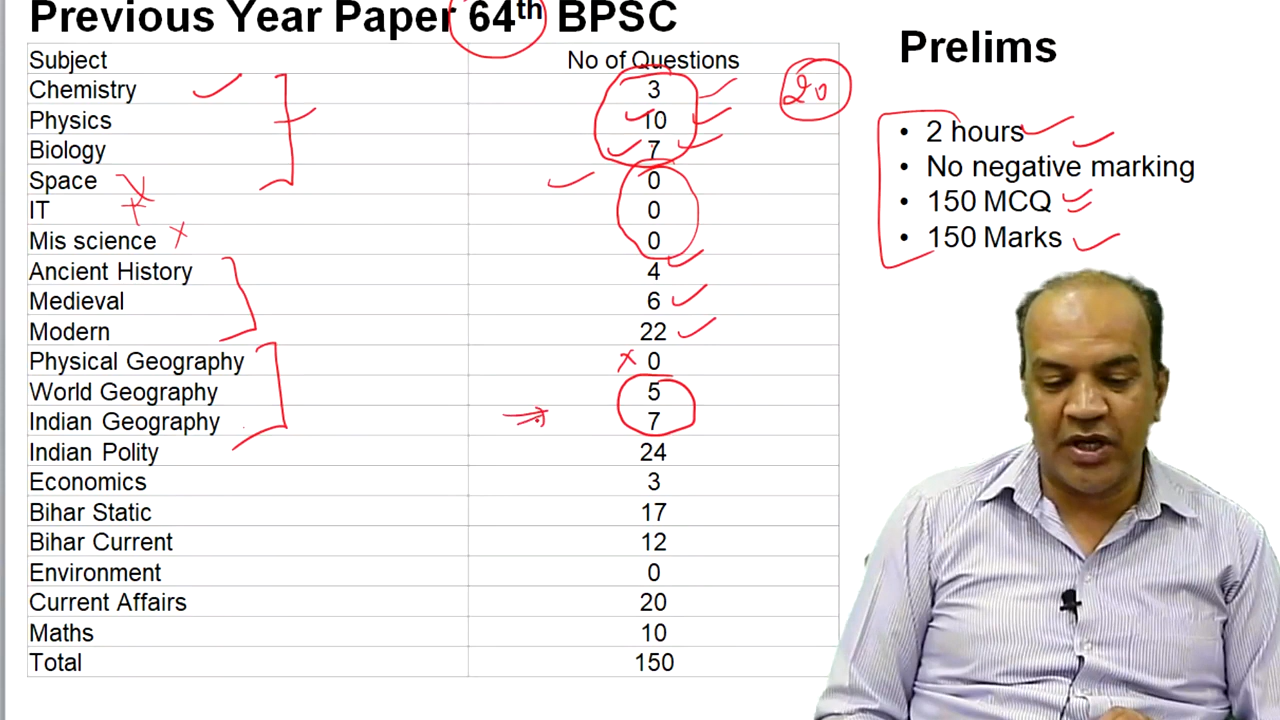 Previous Year Paper 64th BPSC
Subject No of Questions
Chemistry 3
Physics 10
Biology 7
Space 0
IT 0
Mis science 0
Ancient History 4
Medieval 6
Modern 22
Physical Geography 0
World Geography 5
Indian Geography 7
Indian Polity 24
Economics 3
Bihar Static 17
Bihar Current 12
Environment 0
Current Affairs 20
Maths 10
Total 150
20
Prelims
• 2 hours
• No negative marking
• 150 MCQ
• 150 Marks